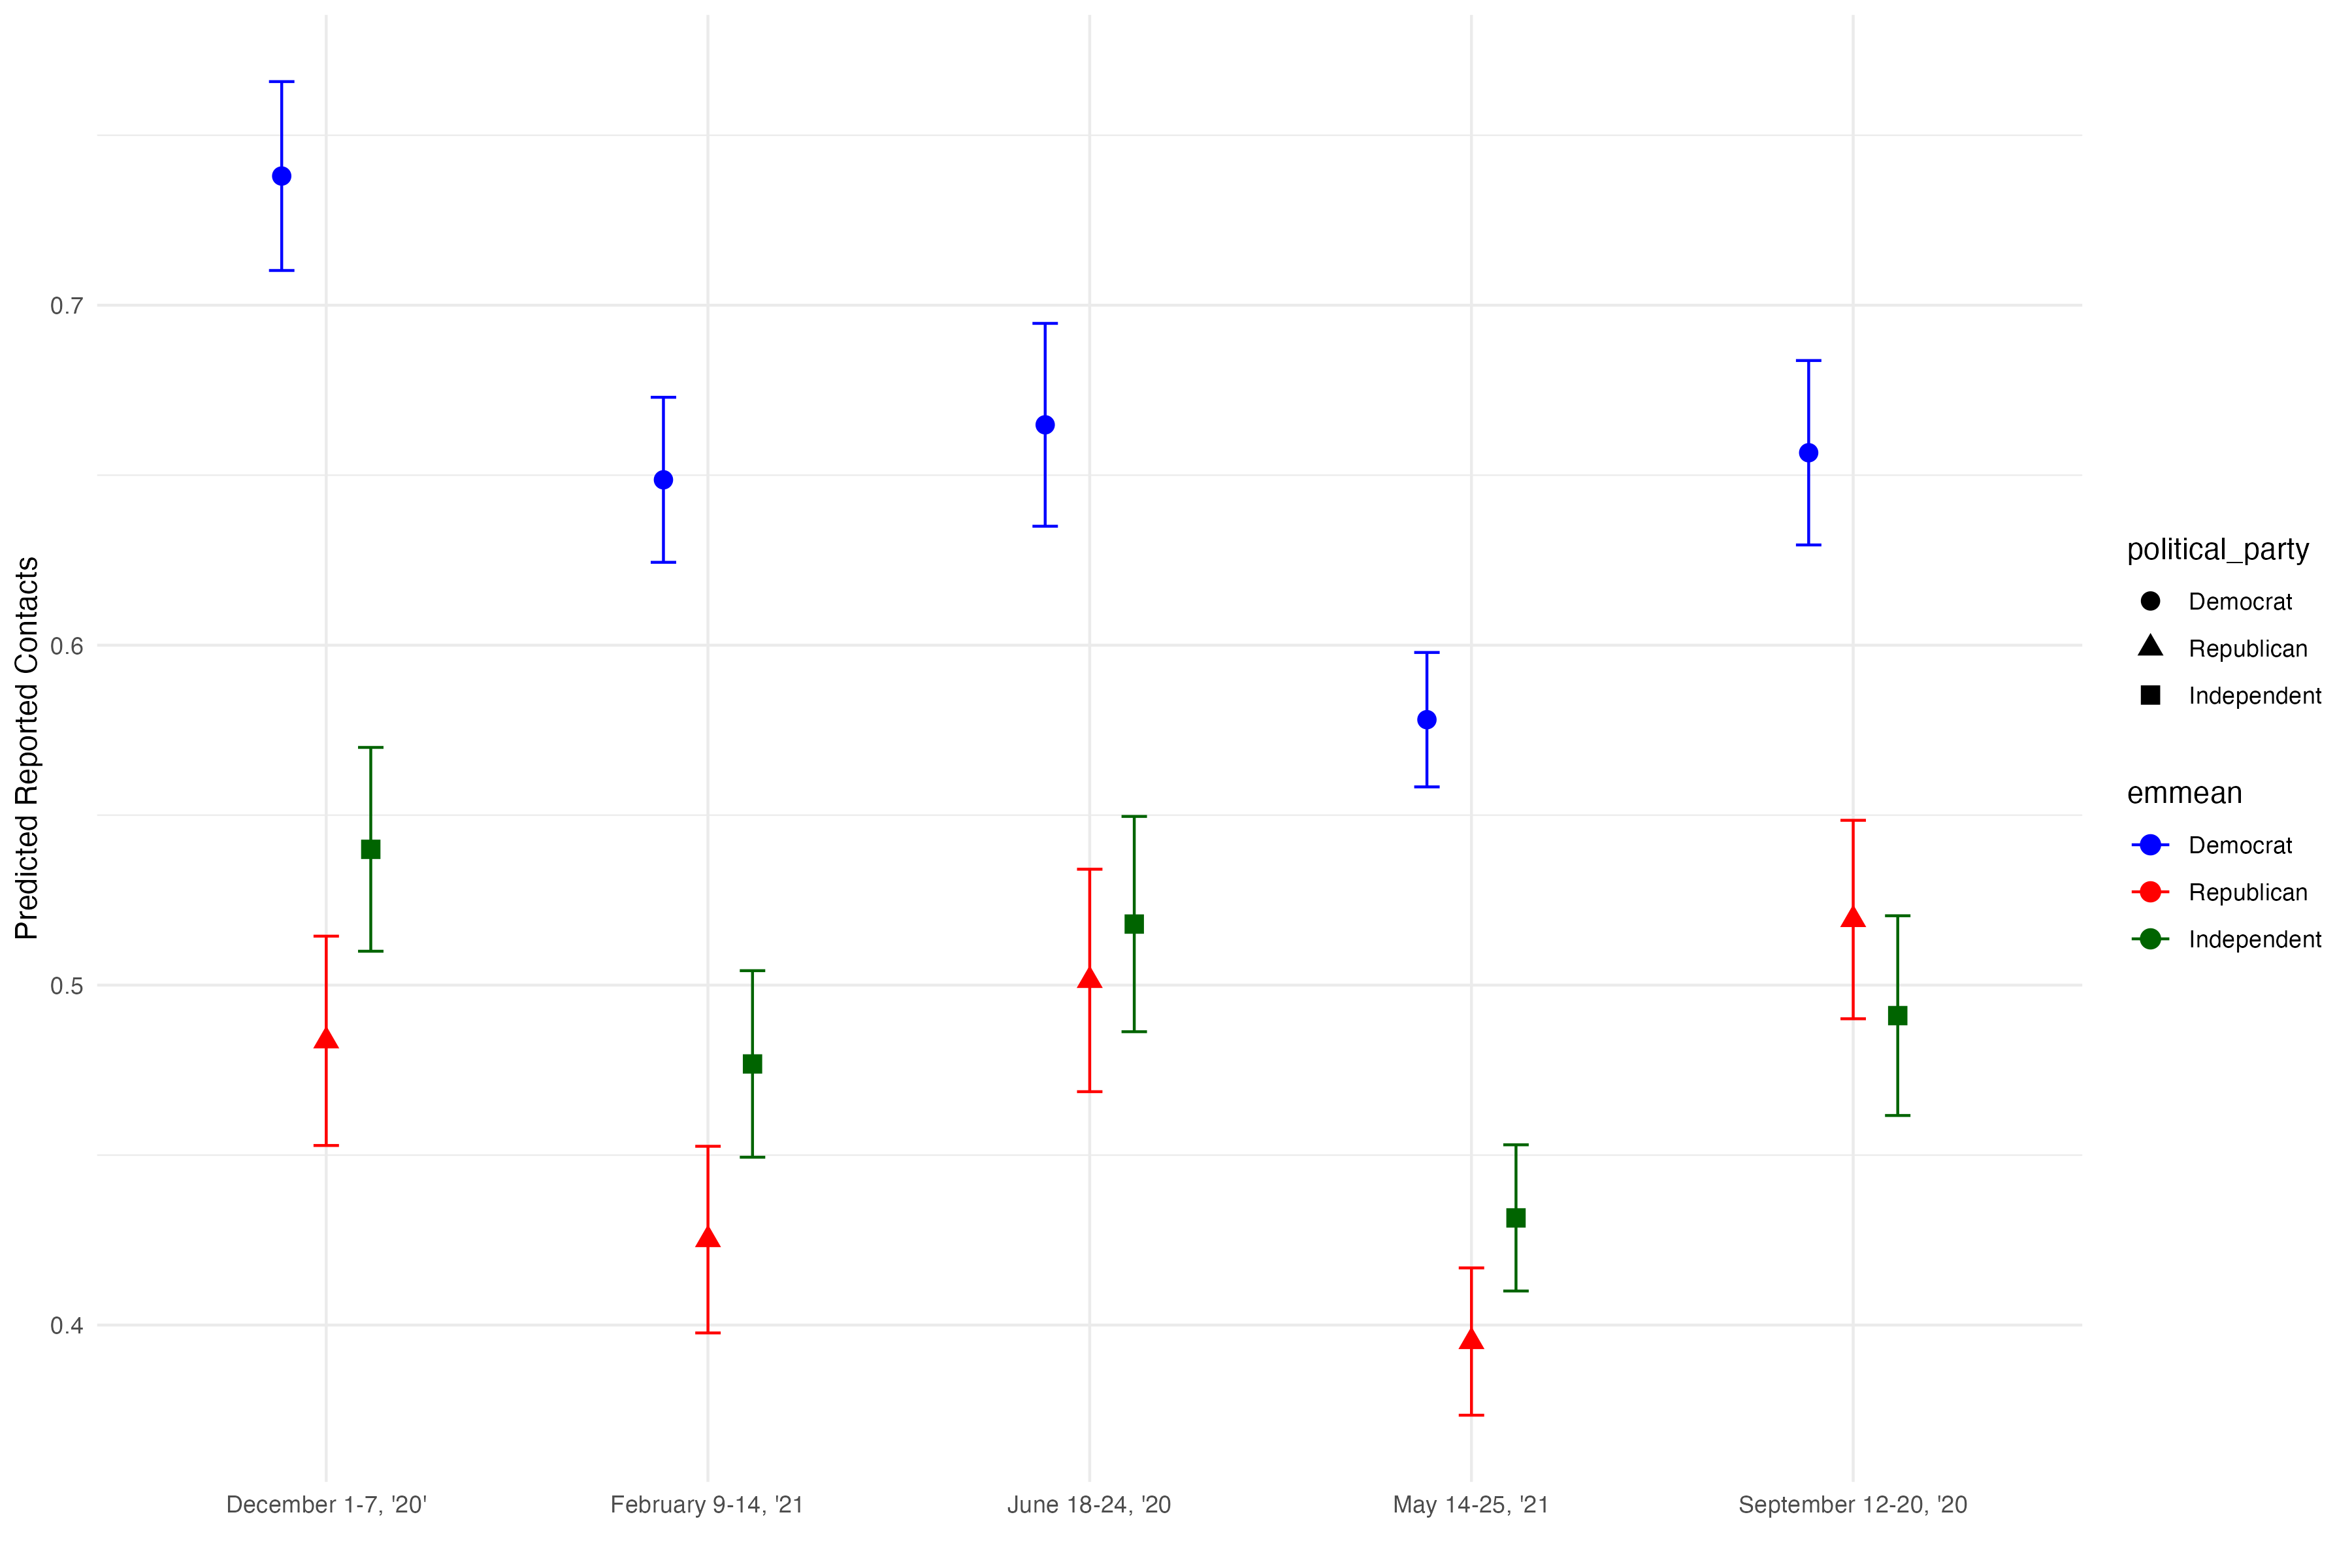 Predicted Reported Contacts
0.7
0.6
0.5
0.4
December 1-7, '20'
February 9-14, '21
June 18-24, '20
May 14-25, '21
September 12-20, '20
political_party
Democrat
Republican
Independent
emmean
Democrat
Republican
Independent